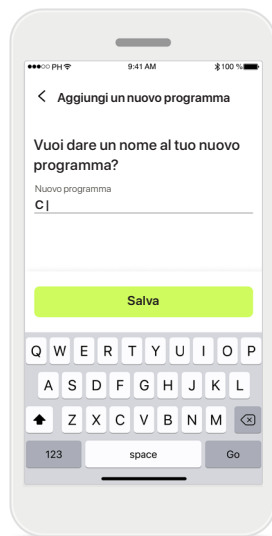 PH 9:41 AM 100 %
Aggiungi un nuovo programma
Vuoi dare un nome al tuo nuovo
programma?
Nuovo programma
C|
Salva
Q W E R T Y U I O P
A S D F G H J K L
Z X C V B N M
123 space Go